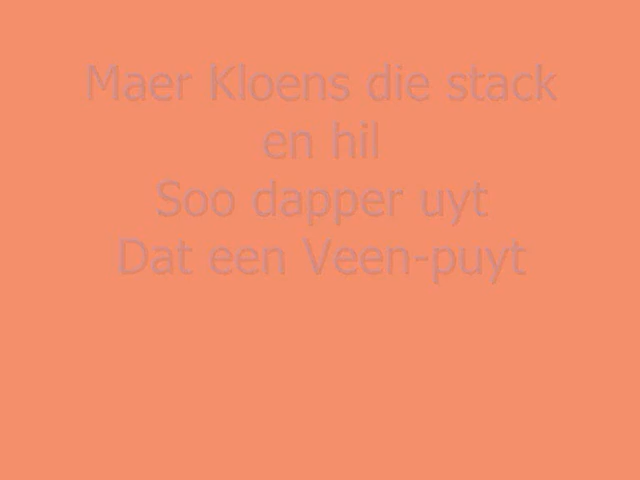 Maer Kloens die stack
en hil
Soo dapper uyt
Dat een Veen-puyt